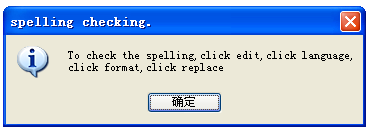 spelling checking.
To check the spelling, click edit, click language,
click format, click replace
确定